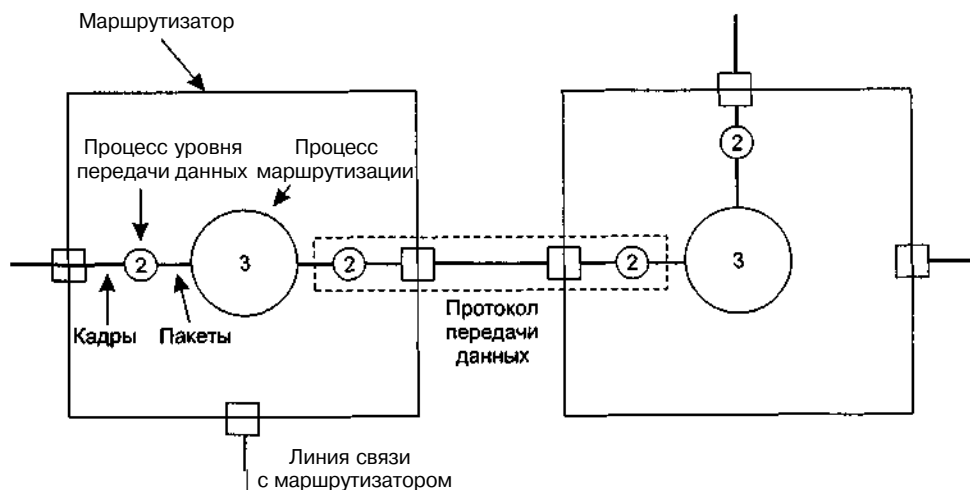 Маршрутизатор
Процесс уровня
передачи данных
Процесс
маршрутизации
2
3
2
2
3
2
Кадры
Пакеты
Протокол
передачи
данных
Линия связи
с маршрутизатором